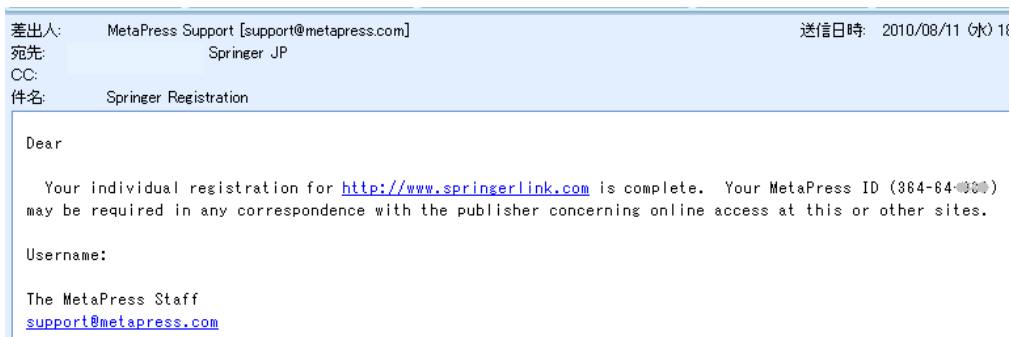 差出人: MetaPress Support [support@metapress.com] 送信日時: 2010/08/11 (水) 18
宛先: Springer JP
CC:
件名: Springer Registration
Dear
Your individual registration for http://www.springerlink.com is complete. Your MetaPress ID (364-64-
may be required in any correspondence with the publisher concerning online access at this or other sites.
Username:
The MetaPress Staff
support@metapress.com